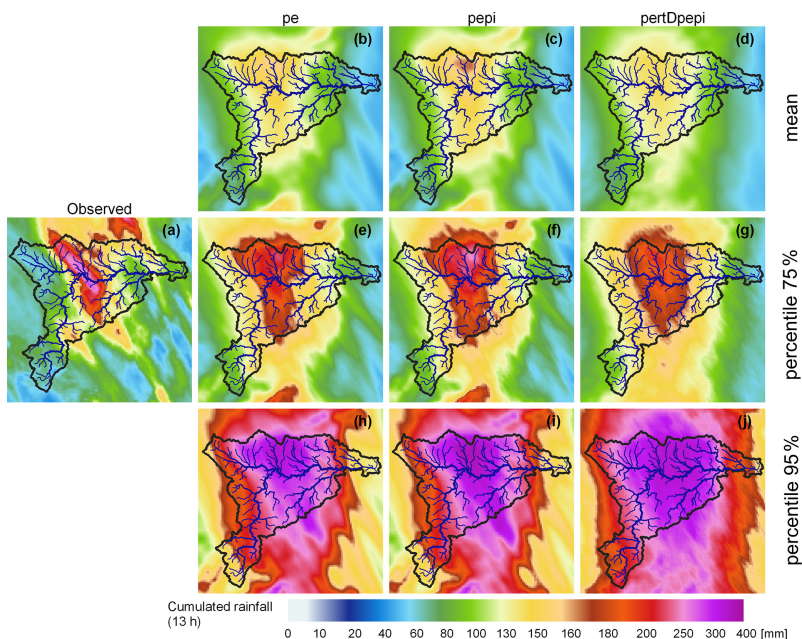 pe pepi pertDpepi
(b) (c) (d)
mean
Observed
(a) (e) (f) (g)
percentile 75%
(h) (i) (j)
percentile 95%
Cumulated rainfall
(13 h)
0 10 20 40 60 80 100 130 150 160 180 200 250 300 400 [mm]